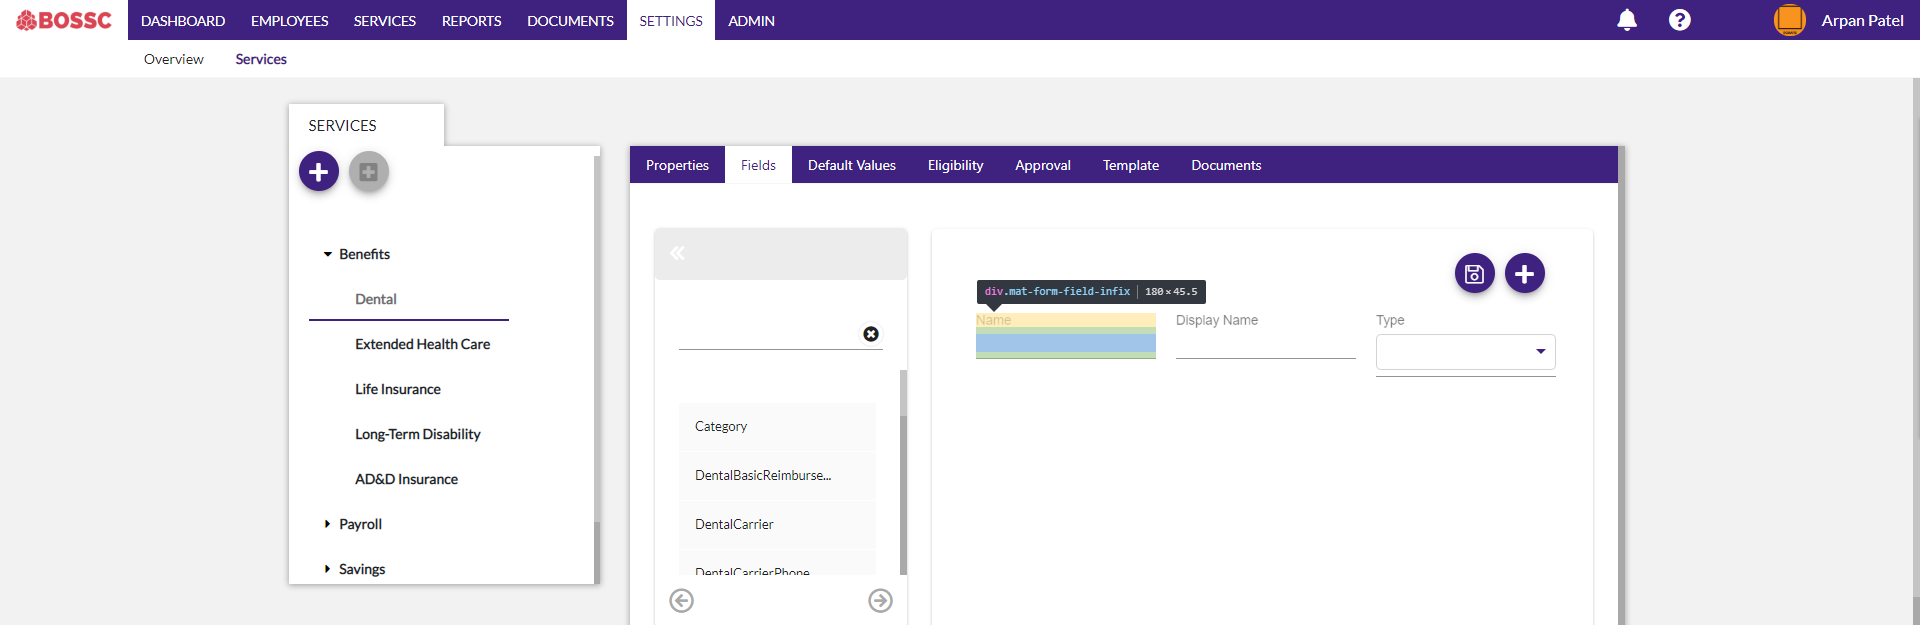 BOSSC
DASHBOARD EMPLOYEES SERVICES REPORTS DOCUMENTS SETTINGS ADMIN
Arpan Patel
Overview Services
SERVICES
Benefits
Dental
Extended Health Care
Life Insurance
Long-Term Disability
AD&D Insurance
Payroll
Savings
Properties Fields Default Values Eligibility Approval Template Documents
Category
DentalBasicReimburse...
DentalCarrier
DentalCarrierPhone
div.mat-form-field-infix 180×45.5
Name Display Name Type